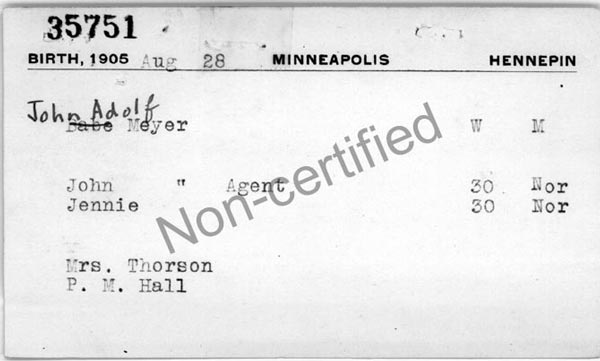 35751
BIRTH, 1905 Aug 28 MINNEAPOLIS HENNEPIN
John Adolf
Babe Meyer W M
John " Agent 30 Nor
Jennie 30 Nor
Mrs. Thorson
P. M. Hall
Non-certified